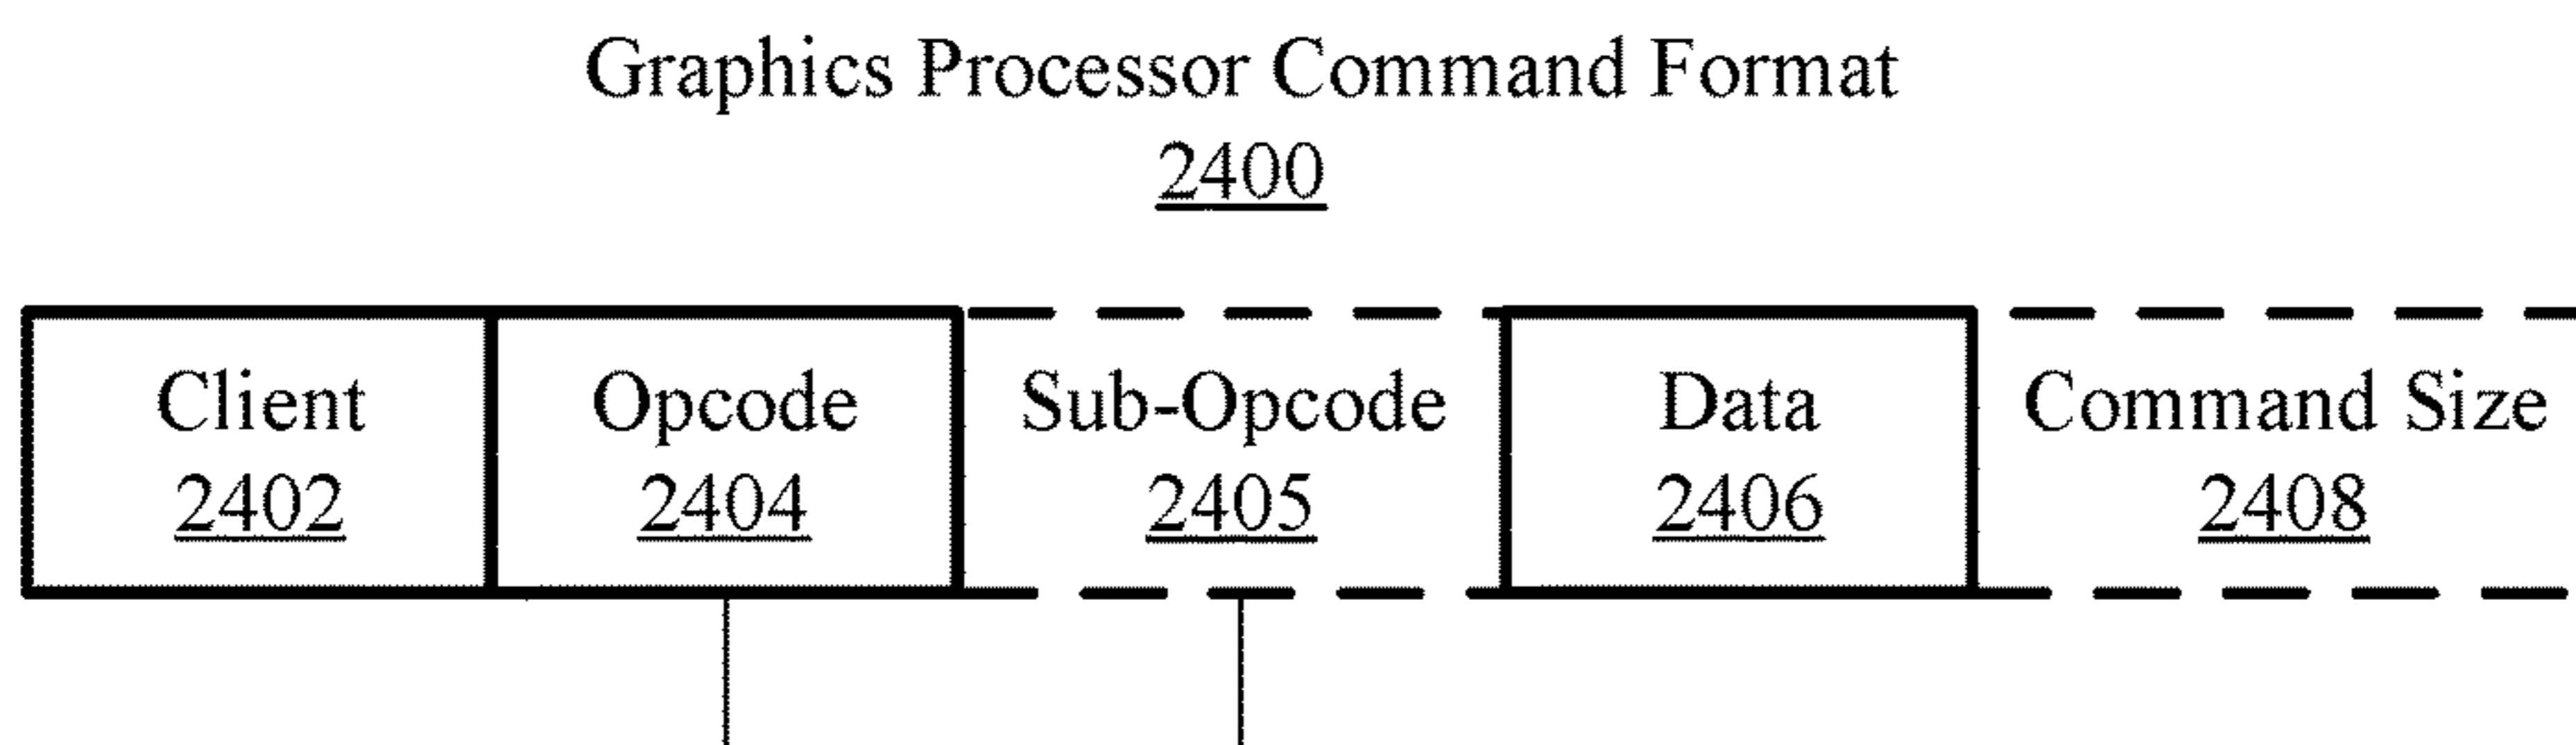 Graphics Processor Command Format
2400
Client Opcode Sub-Opcode Data Command Size
2402 2404 2405 2406 2408